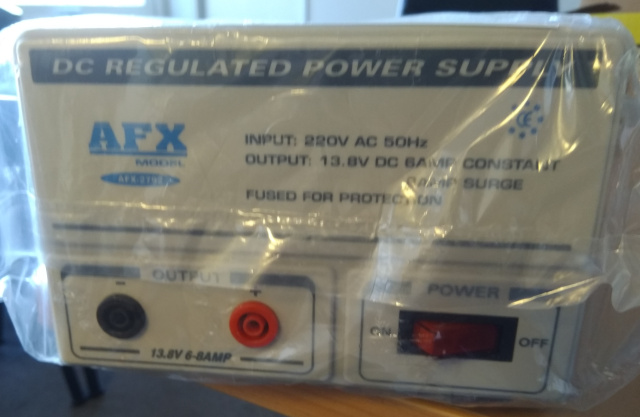 DC REGULATED POWER SUPPLY
AFX
MODEL
INPUT: 220V AC 50Hz
OUTPUT: 13.8V DC 6AMP CONSTANT
8AMP SURGE
FUSED FOR PROTECTION
OUTPUT
- +
13.8V 6-8AMP
POWER
ON
OFF